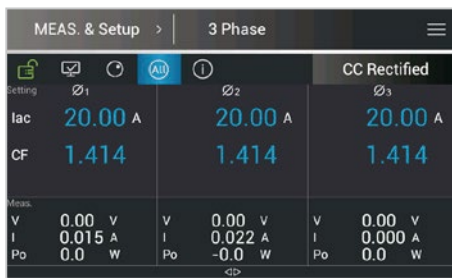 MEAS. & Setup > 3 Phase
All i CC Rectified
Setting Ø1 Ø2 Ø3
Iac 20.00 A 20.00 A 20.00 A
CF 1.414 1.414 1.414
Meas.
V 0.00 V V 0.00 V V 0.00 V
I 0.015 A I 0.022 A I 0.000 A
Po 0.0 W Po -0.0 W Po 0.0 W